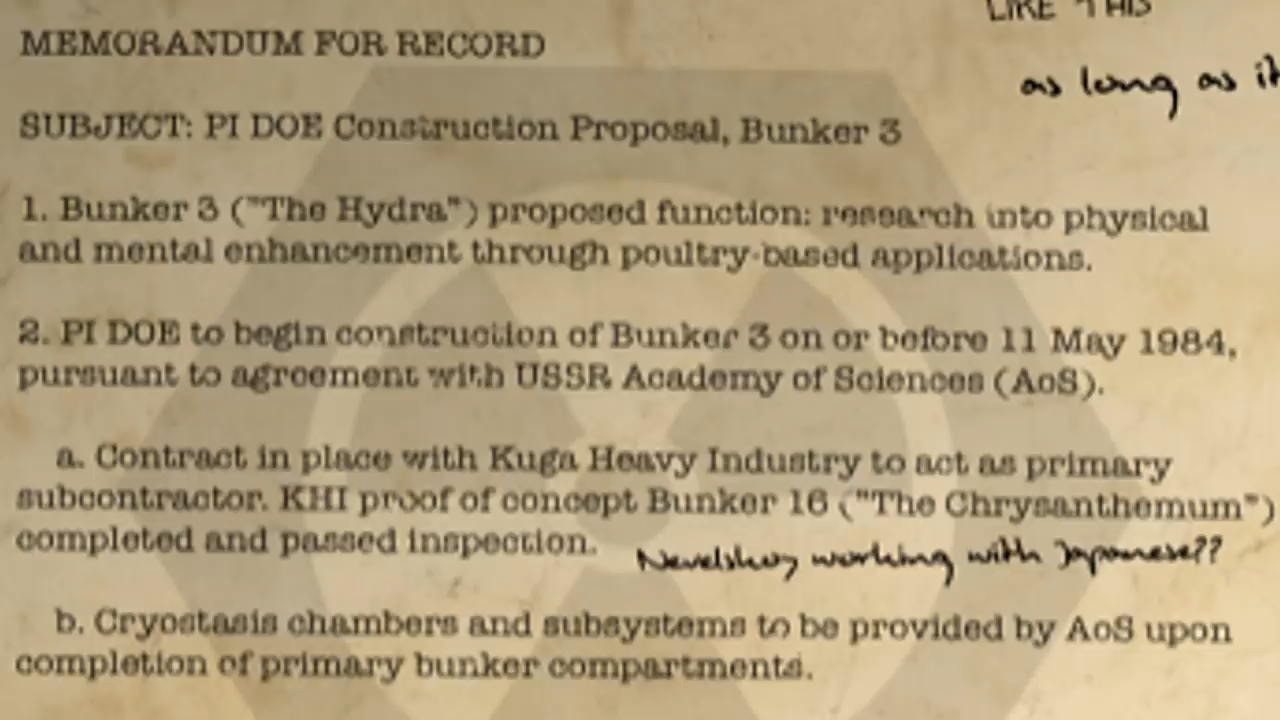 LIKE THIS
MEMORANDUM FOR RECORD
as long as it
SUBJECT: PI DOE Construction Proposal, Bunker 3
1. Bunker 3 ("The Hydra") proposed function: research into physical
and mental enhancement through poultry-based applications.
2. PI DOE to begin construction of Bunker 3 on or before 11 May 1984,
pursuant to agreement with USSR Academy of Sciences (AoS).
a. Contract in place with Kuga Heavy Industry to act as primary
subcontractor. KHI proof of concept Bunker 16 ("The Chrysanthemum")
completed and passed inspection.
working with Japanese??
b. Cryostasis chambers and subsystems to be provided by AoS upon
completion of primary bunker compartments.